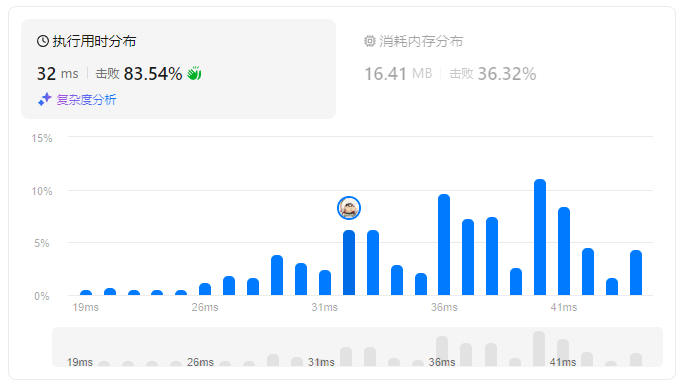 执行用时分布
32 ms 击败 83.54%
复杂度分析
消耗内存分布
16.41 MB 击败 36.32%
15%
10%
5%
0%
19ms 26ms 31ms 36ms 41ms
19ms 26ms 31ms 36ms 41ms